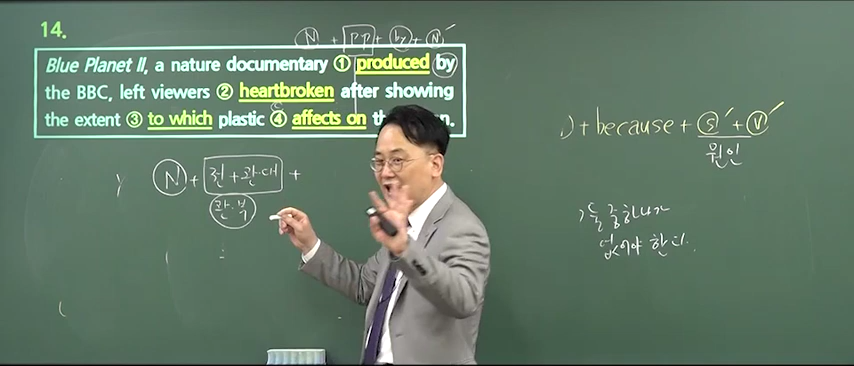 14.
N + pp + by + N'
Blue Planet II, a nature documentary ① produced by
the BBC, left viewers ② heartbroken after showing
the extent ③ to which plastic ④ affects on
N + 전+관·대 +
관·부
+ because + S' + V'
원인
둘 중 하나가
없어야 한다.